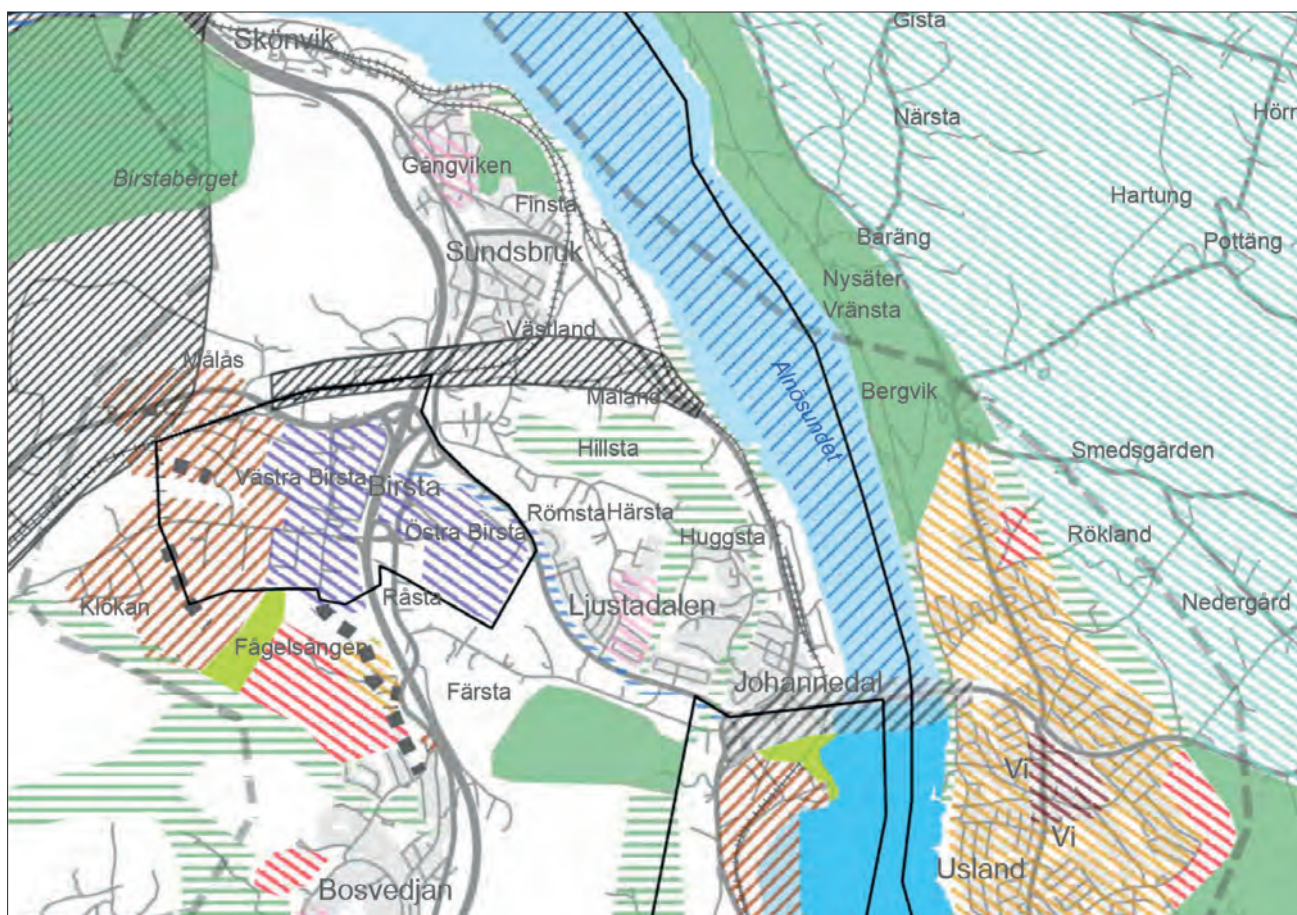 Gista
Skönvik
Närsta
Hörn
Gångviken
Birstaberget
Hartung
Finsta
Baräng
Pottäng
Sundsbruk
Nysäter
Vränsta
Västland
Målås
Alnösundet
Bergvik
Måland
Hillsta
Smedsgården
Västra Birsta
Birsta
Römsta
Härsta
Östra Birsta
Huggsta
Rökland
Klökan
Råsta
Ljustadalen
Nedergård
Fågelsången
Färsta
Johannedal
Vi
Vi
Usland
Bosvedjan